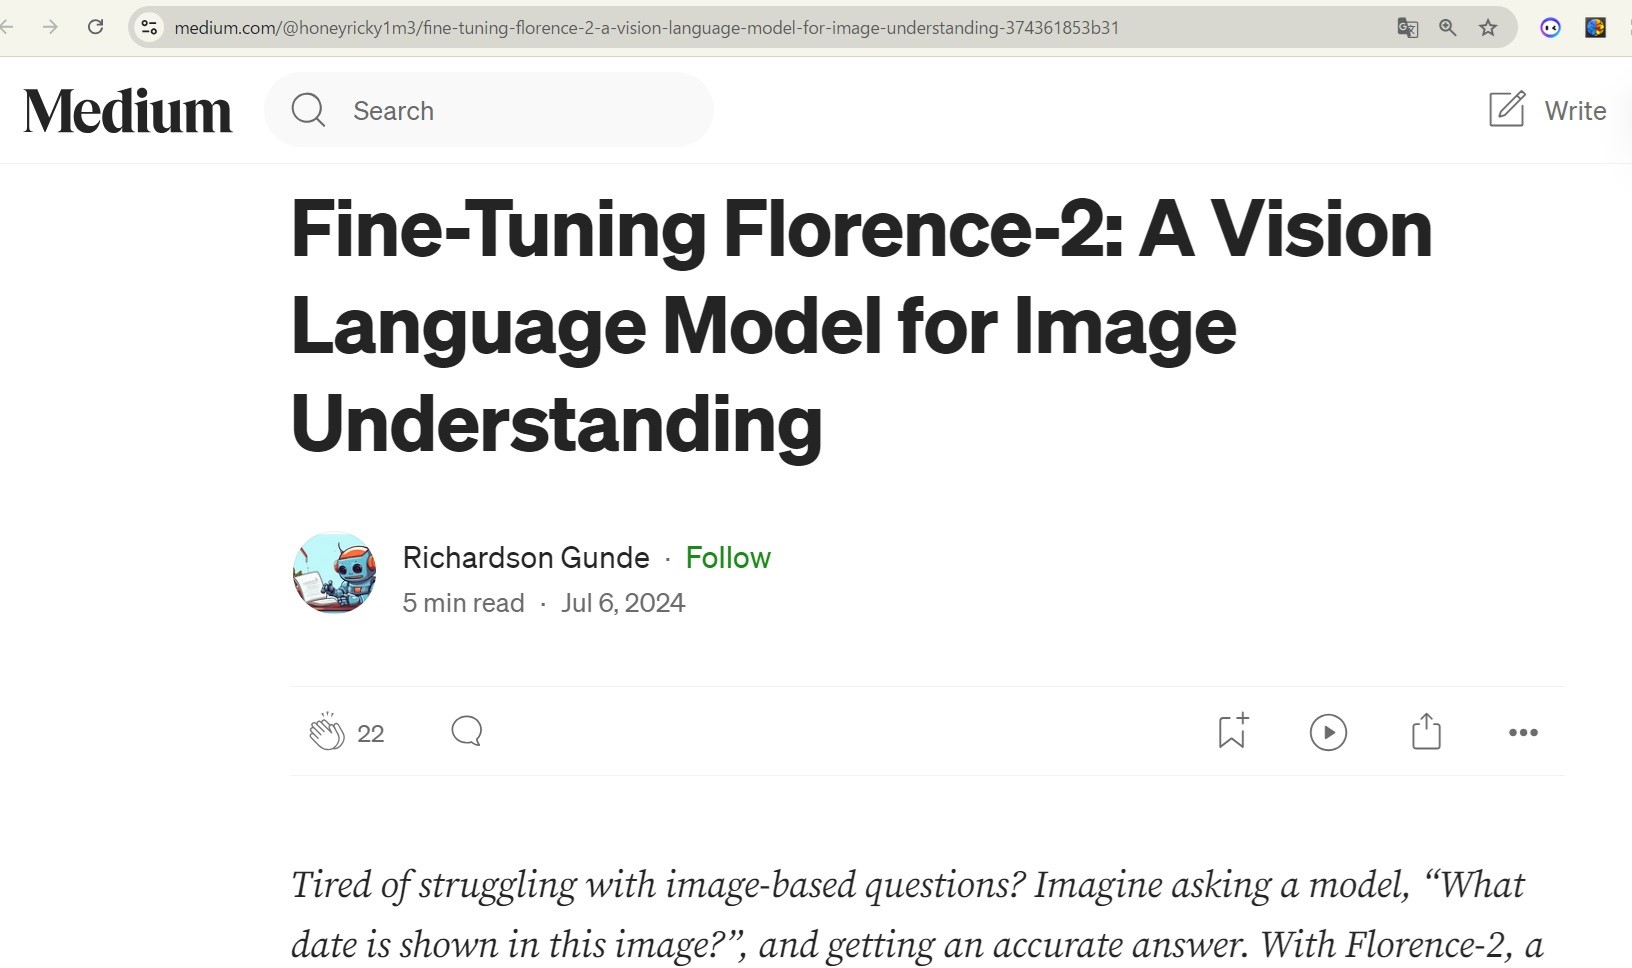 medium.com/@honeyricky1m3/fine-tuning-florence-2-a-vision-language-model-for-image-understanding-374361853b31
Medium
Search
Write
Fine-Tuning Florence-2: A Vision
Language Model for Image
Understanding
Richardson Gunde · Follow
5 min read · Jul 6, 2024
22
Tired of struggling with image-based questions? Imagine asking a model, “What
date is shown in this image?”, and getting an accurate answer. With Florence-2, a